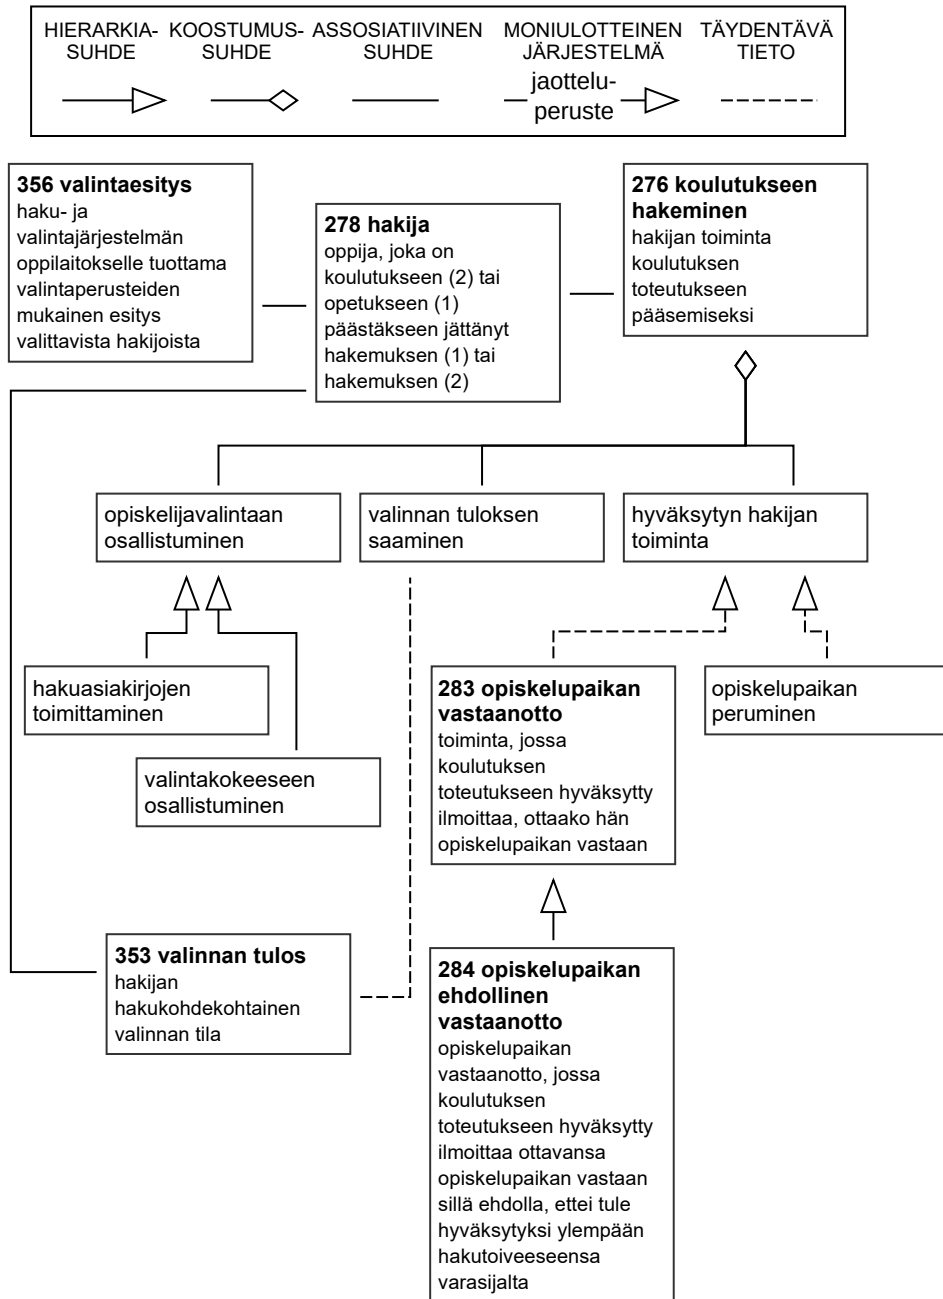 HIERARKIA-
SUHDE
KOOSTUMUS-
SUHDE
ASSOSIATIIVINEN
SUHDE
MONIULOTTEINEN
JÄRJESTELMÄ
jaottelu-
peruste
TÄYDENTÄVÄ
TIETO
356 valintaesitys
haku- ja
valintajärjestelmän
oppilaitokselle tuottama
valintaperusteiden
mukainen esitys
valittavista hakijoista
278 hakija
oppija, joka on
koulutukseen (2) tai
opetukseen (1)
päästäkseen jättänyt
hakemuksen (1) tai
hakemuksen (2)
276 koulutukseen
hakeminen
hakijan toiminta
koulutuksen
toteutukseen
pääsemiseksi
opiskelijavalintaan
osallistuminen
valinnan tuloksen
saaminen
hyväksytyn hakijan
toiminta
hakuasiakirjojen
toimittaminen
valintakokeeseen
osallistuminen
283 opiskelupaikan
vastaanotto
toiminta, jossa
koulutuksen
toteutukseen hyväksytty
ilmoittaa, ottaako hän
opiskelupaikan vastaan
opiskelupaikan
peruminen
353 valinnan tulos
hakijan
hakukohdekohtainen
valinnan tila
284 opiskelupaikan
ehdollinen
vastaanotto
opiskelupaikan
vastaanotto, jossa
koulutuksen
toteutukseen hyväksytty
ilmoittaa ottavansa
opiskelupaikan vastaan
sillä ehdolla, ettei tule
hyväksytyksi ylempään
hakutoiveeseensa
varasijalta